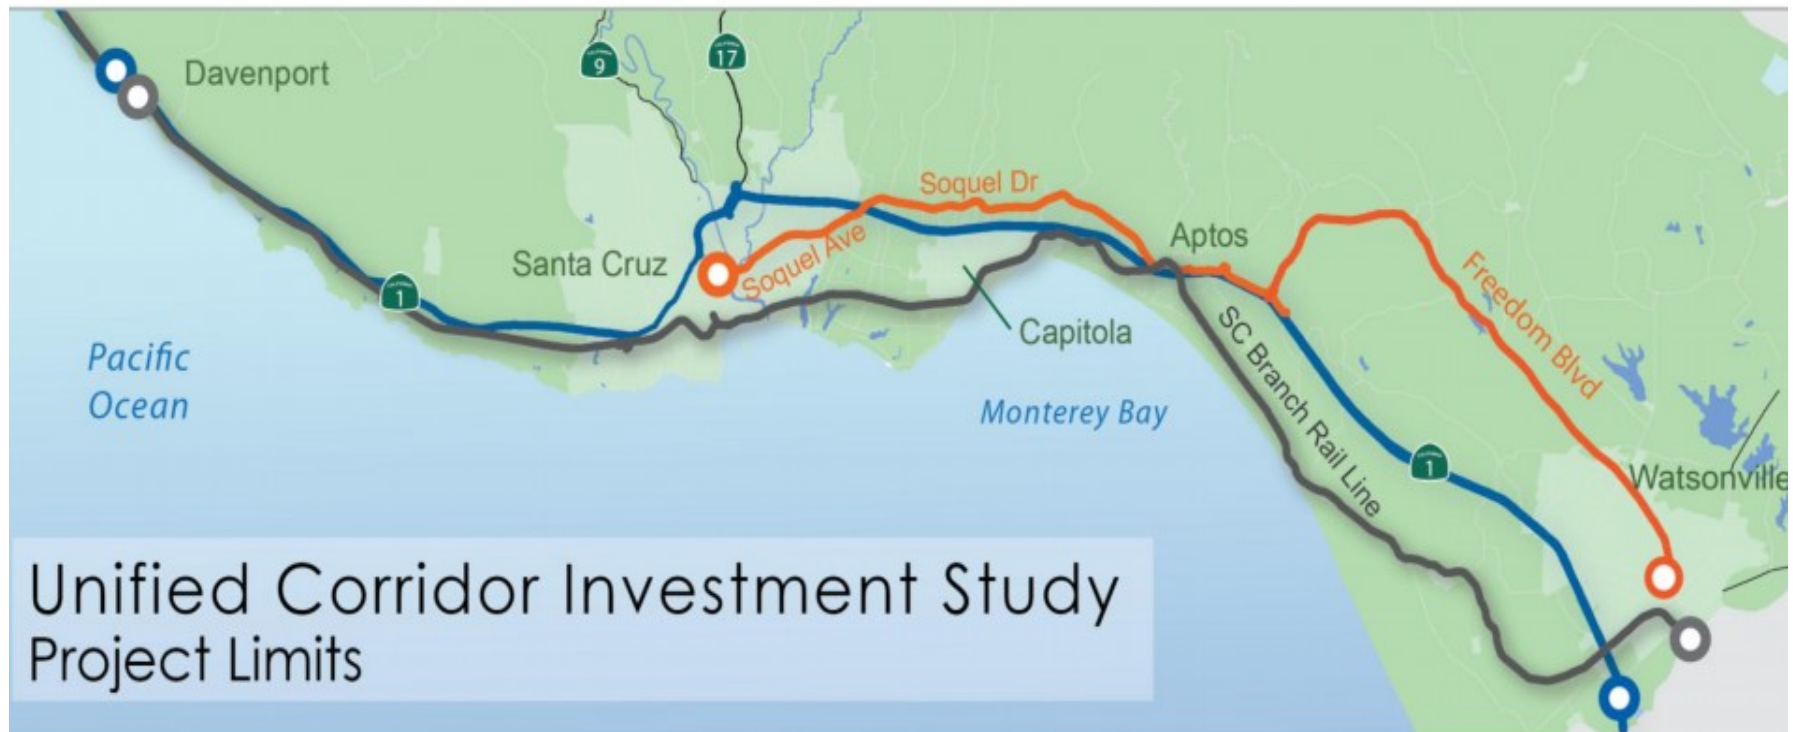 9
17
Davenport
Soquel Dr
Aptos
Santa Cruz
Soquel Ave
Freedom Blvd
1
Capitola
SC Branch Rail Line
Pacific
Ocean
Monterey Bay
1
Watsonville
Unified Corridor Investment Study
Project Limits